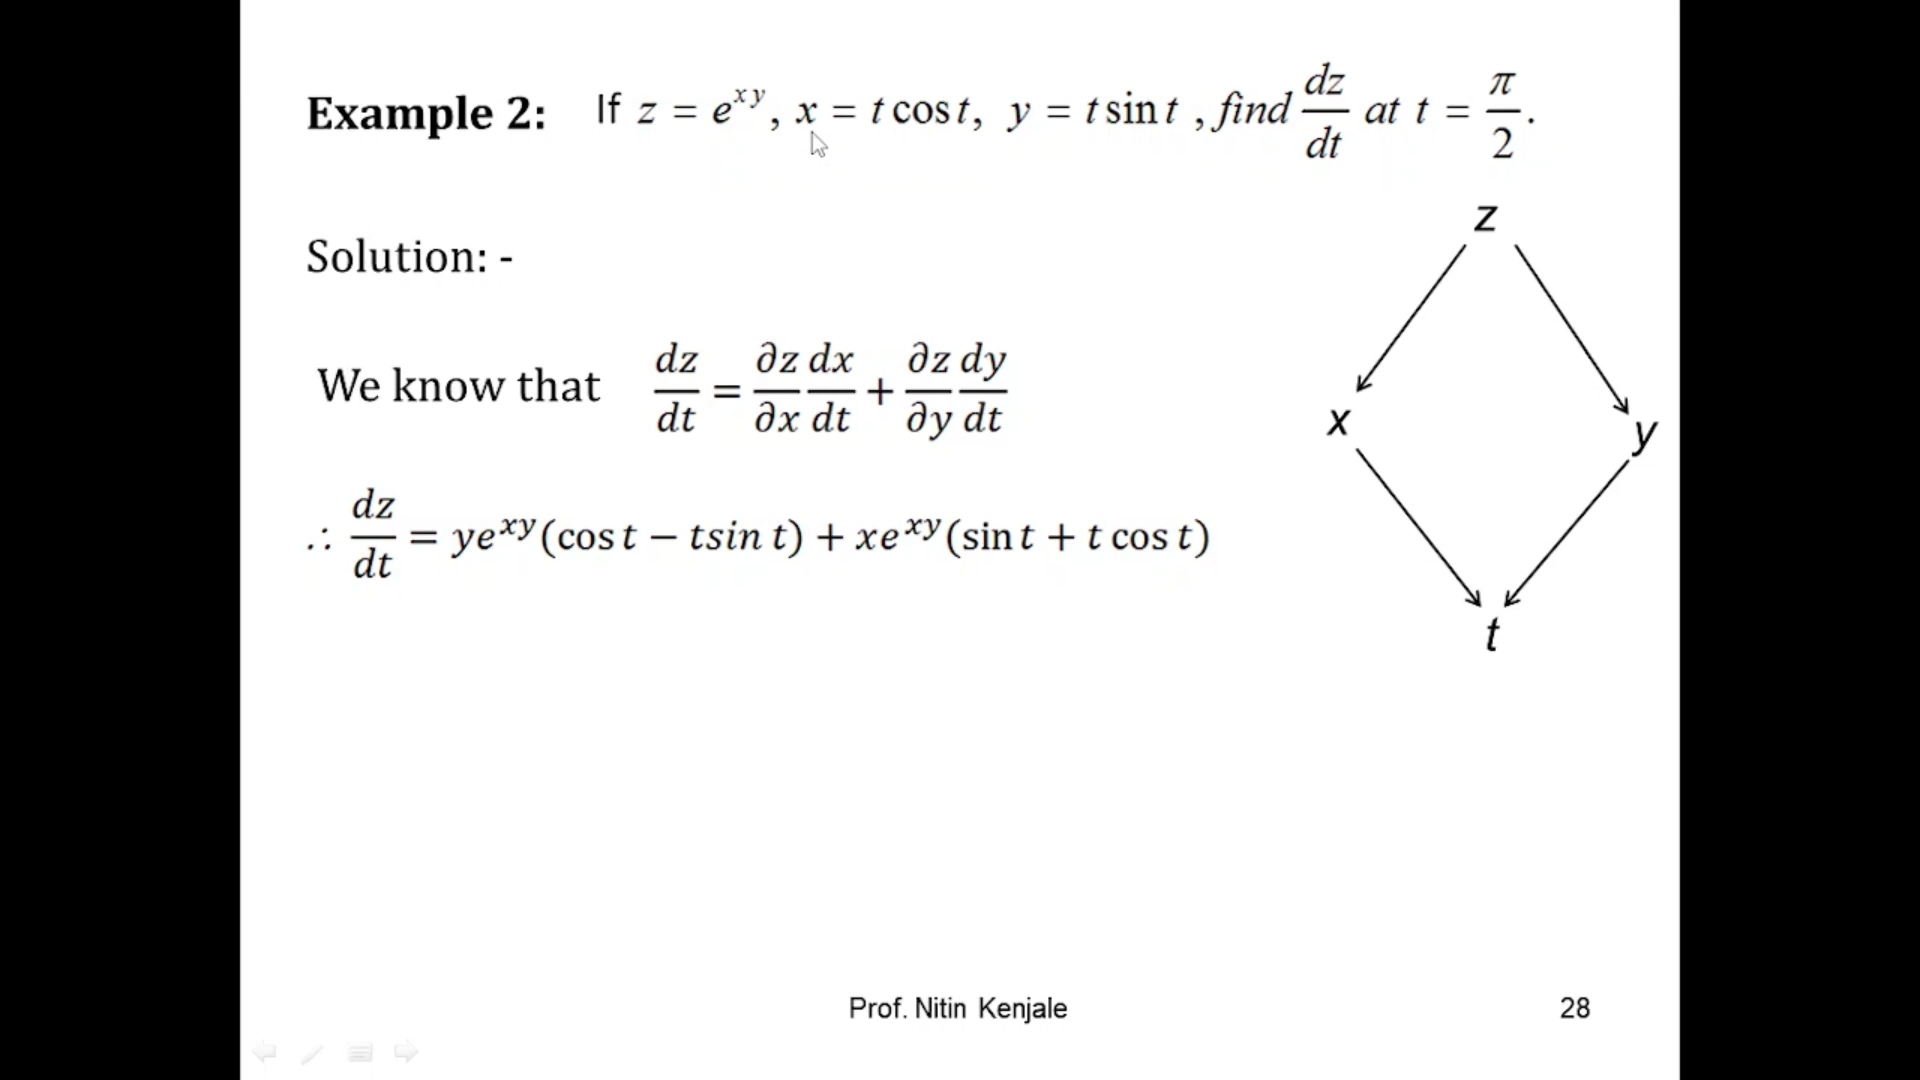 Example 2: If z = e^{xy}, x = t cos t, y = t sin t , find dz/dt at t = π/2.
z
Solution: -
We know that dz/dt = ∂z/∂x dx/dt + ∂z/∂y dy/dt
x
y
∴ dz/dt = ye^{xy}(cos t − tsin t) + xe^{xy}(sin t + t cos t)
t
Prof. Nitin Kenjale
28